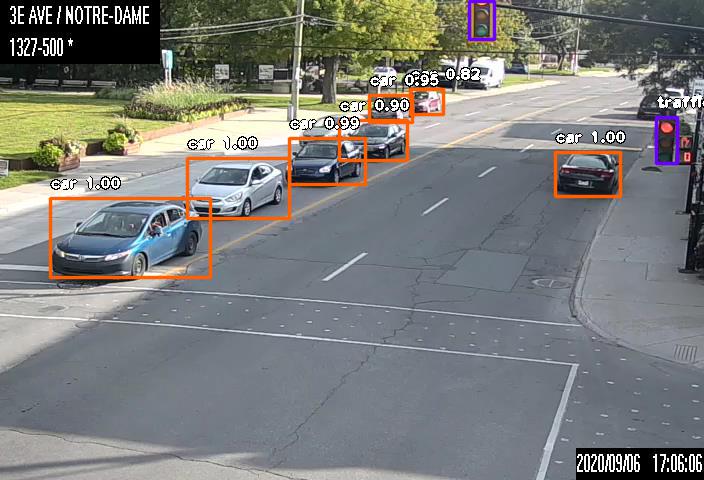 3E AVE / NOTRE-DAME
1327-500 *
car 0.82
car 0.95
car 0.90
car 0.99
car 1.00
car 1.00
car 1.00
traffi
2020/09/06 17:06:06